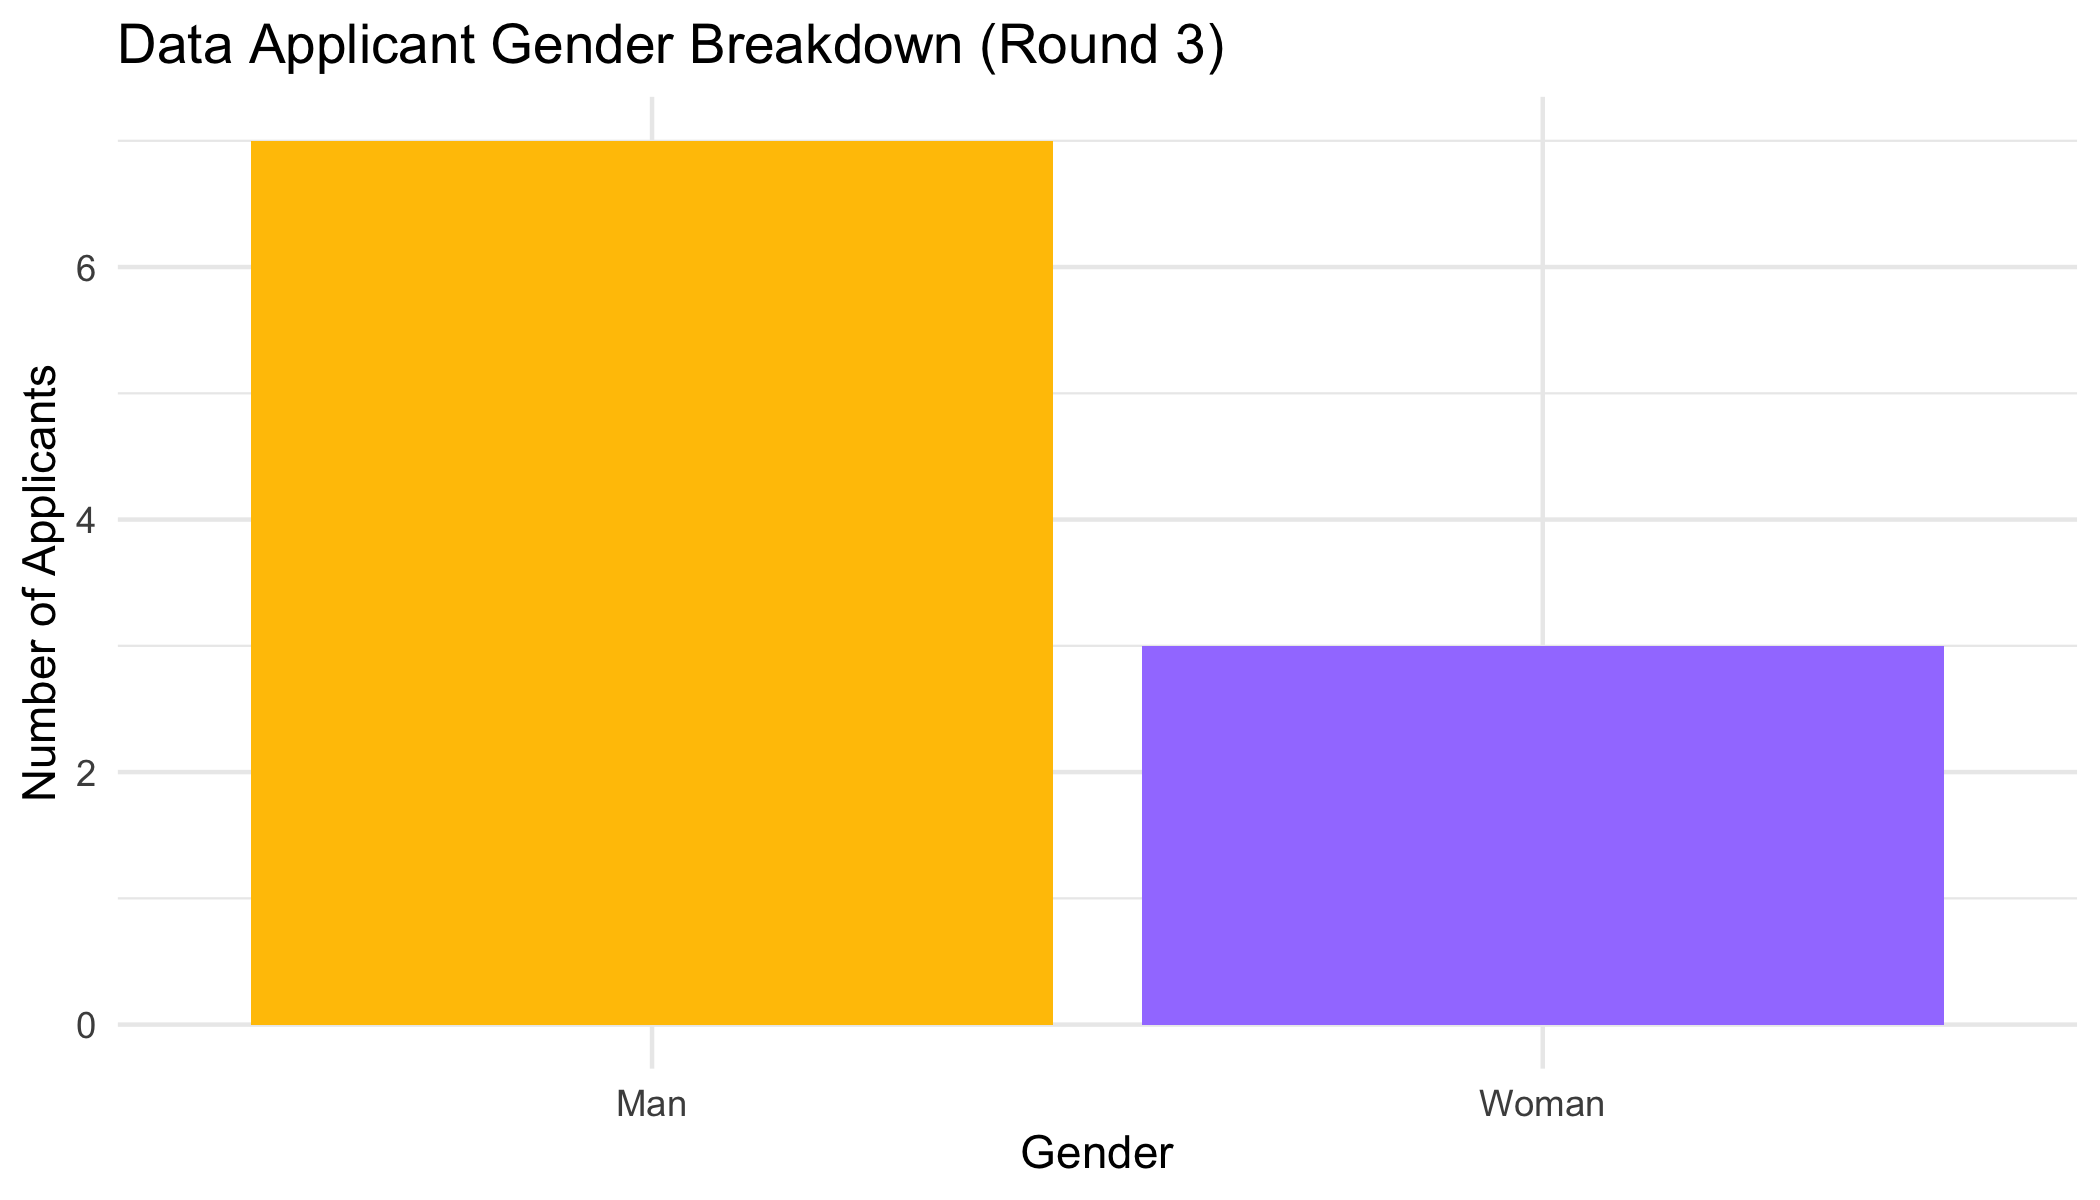 Data Applicant Gender Breakdown (Round 3)
Number of Applicants
6
4
2
0
Man Woman
Gender